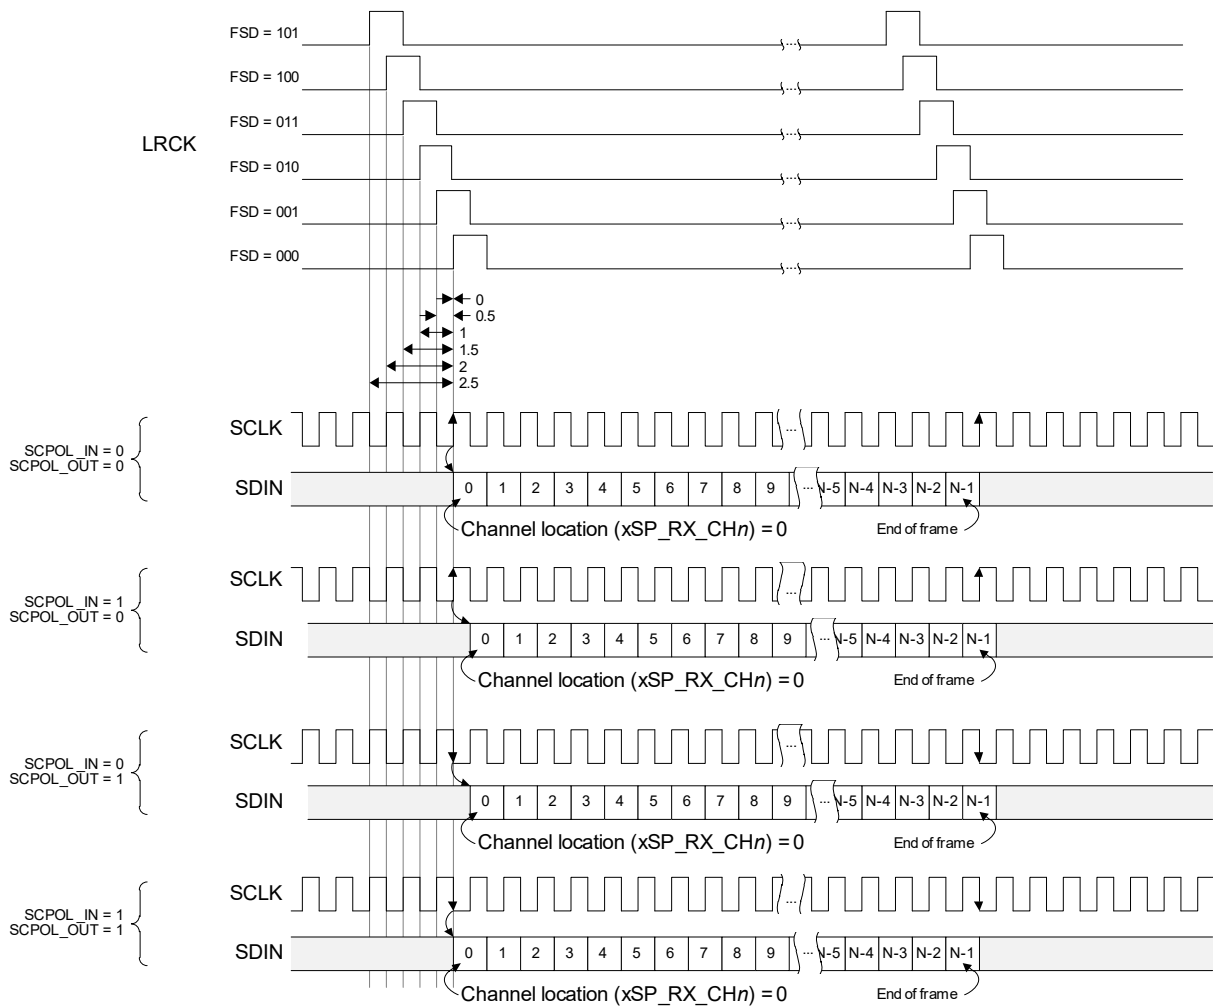 FSD = 101
...
FSD = 100
...
FSD = 011
...
LRCK
FSD = 010
...
FSD = 001
...
FSD = 000
...
0
0.5
1
1.5
2
2.5
SCPOL_IN = 0
SCPOL_OUT = 0
SCLK
...
SDIN
0 1 2 3 4 5 6 7 8 9 ... N-5 N-4 N-3 N-2 N-1
Channel location (xSP_RX_CHn) = 0
End of frame
SCPOL_IN = 1
SCPOL_OUT = 0
SCLK
...
SDIN
0 1 2 3 4 5 6 7 8 9 ... N-5 N-4 N-3 N-2 N-1
Channel location (xSP_RX_CHn) = 0
End of frame
SCPOL_IN = 0
SCPOL_OUT = 1
SCLK
...
SDIN
0 1 2 3 4 5 6 7 8 9 ... N-5 N-4 N-3 N-2 N-1
Channel location (xSP_RX_CHn) = 0
End of frame
SCPOL_IN = 1
SCPOL_OUT = 1
SCLK
...
SDIN
0 1 2 3 4 5 6 7 8 9 ... N-5 N-4 N-3 N-2 N-1
Channel location (xSP_RX_CHn) = 0
End of frame